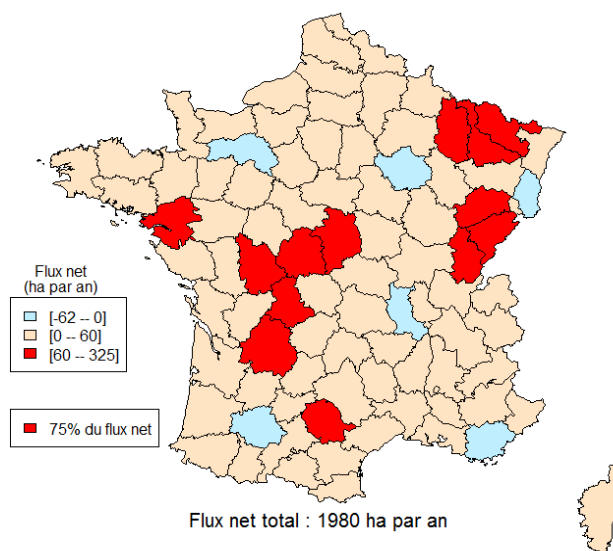 Flux net
(ha par an)
[-62 -- 0]
[0 -- 60]
[60 -- 325]
75% du flux net
Flux net total : 1980 ha par an